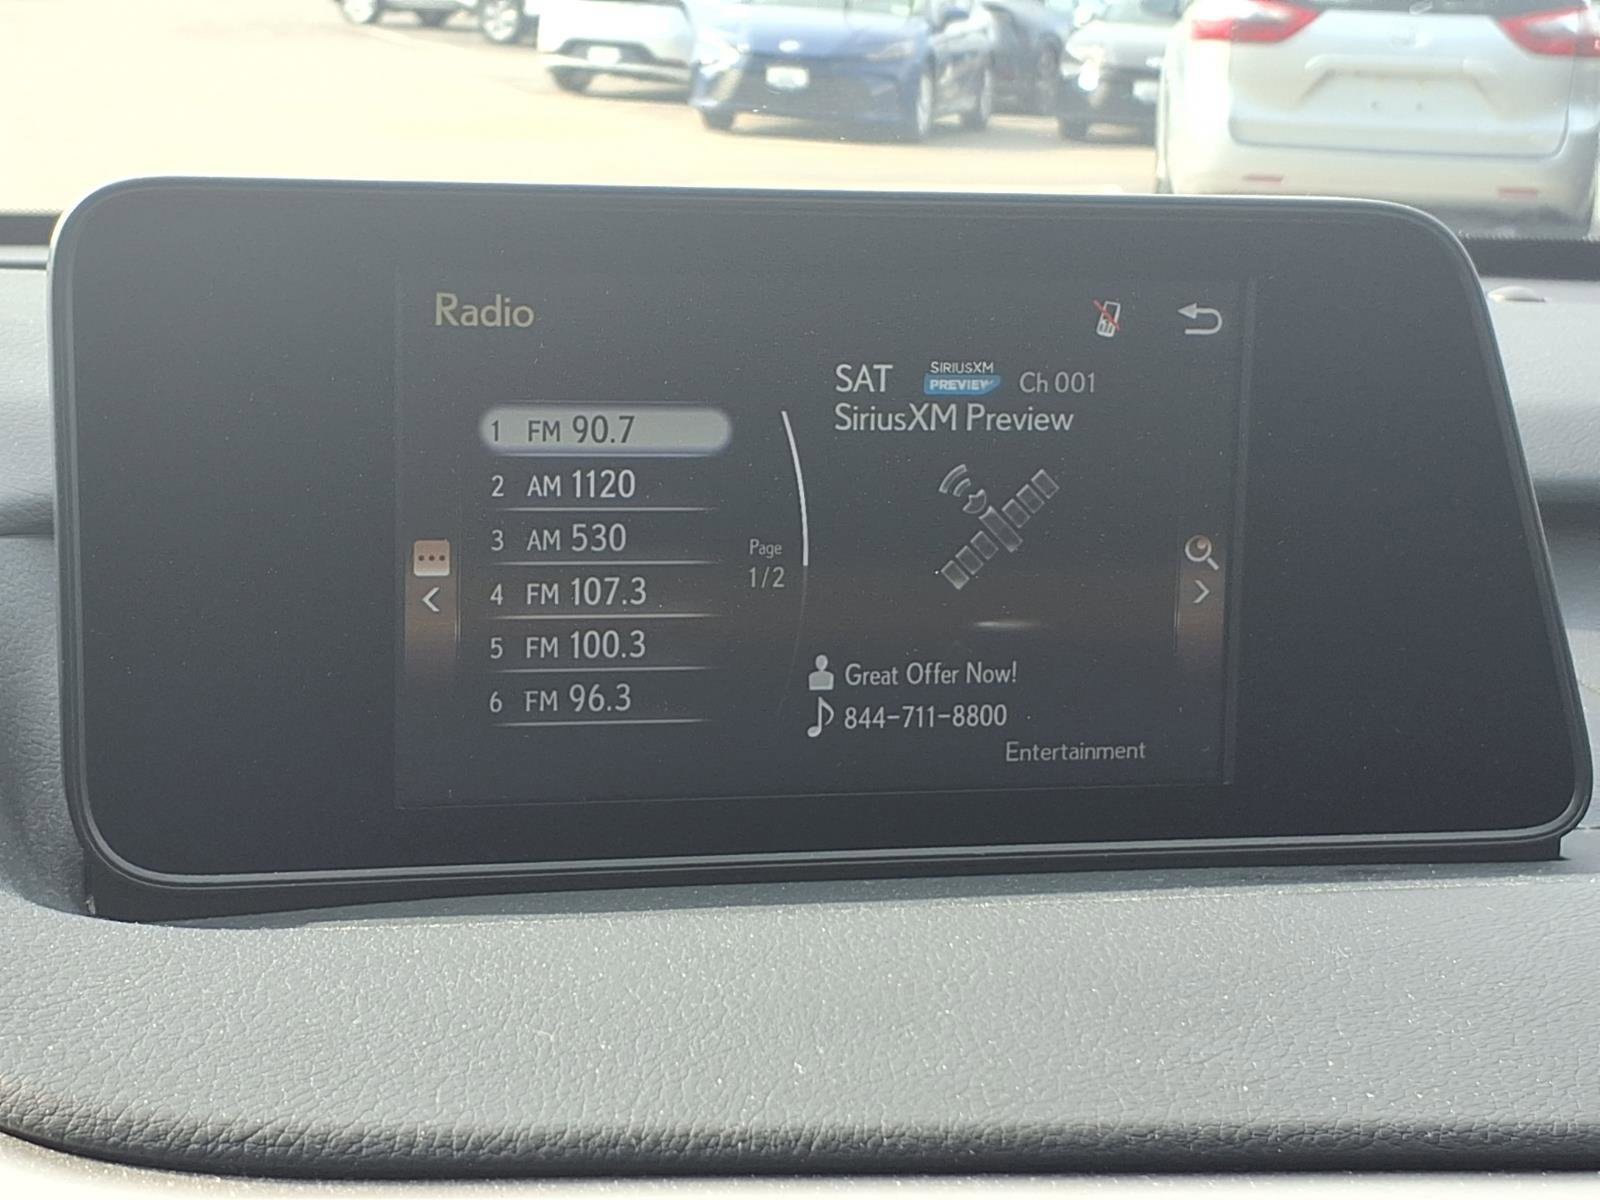 Radio
1 FM 90.7
2 AM 1120
3 AM 530
4 FM 107.3
5 FM 100.3
6 FM 96.3
Page
1/2
SAT SIRIUSXM PREVIEW Ch 001
SiriusXM Preview
Great Offer Now!
844-711-8800
Entertainment